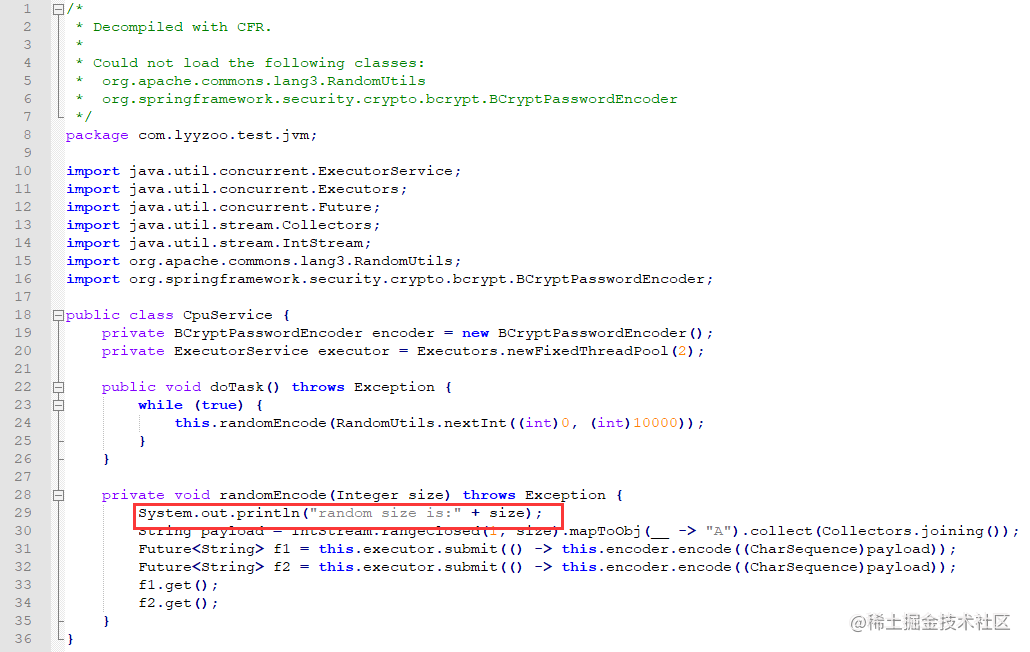 1 /*
2 * Decompiled with CFR.
3 *
4 * Could not load the following classes:
5 *  org.apache.commons.lang3.RandomUtils
6 *  org.springframework.security.crypto.bcrypt.BCryptPasswordEncoder
7 */
8 package com.lyyzoo.test.jvm;
9
10 import java.util.concurrent.ExecutorService;
11 import java.util.concurrent.Executors;
12 import java.util.concurrent.Future;
13 import java.util.stream.Collectors;
14 import java.util.stream.IntStream;
15 import org.apache.commons.lang3.RandomUtils;
16 import org.springframework.security.crypto.bcrypt.BCryptPasswordEncoder;
17
18 public class CpuService {
19     private BCryptPasswordEncoder encoder = new BCryptPasswordEncoder();
20     private ExecutorService executor = Executors.newFixedThreadPool(2);
21
22     public void doTask() throws Exception {
23         while (true) {
24             this.randomEncode(RandomUtils.nextInt((int)0, (int)10000));
25         }
26     }
27
28     private void randomEncode(Integer size) throws Exception {
29         System.out.println("random size is:" + size);
30         String payload = IntStream.rangeClosed(1, size).mapToObj(__ -> "A").collect(Collectors.joining());
31         Future<String> f1 = this.executor.submit(() -> this.encoder.encode((CharSequence)payload));
32         Future<String> f2 = this.executor.submit(() -> this.encoder.encode((CharSequence)payload));
33         f1.get();
34         f2.get();
35     }
36 }
@稀土掘金技术社区